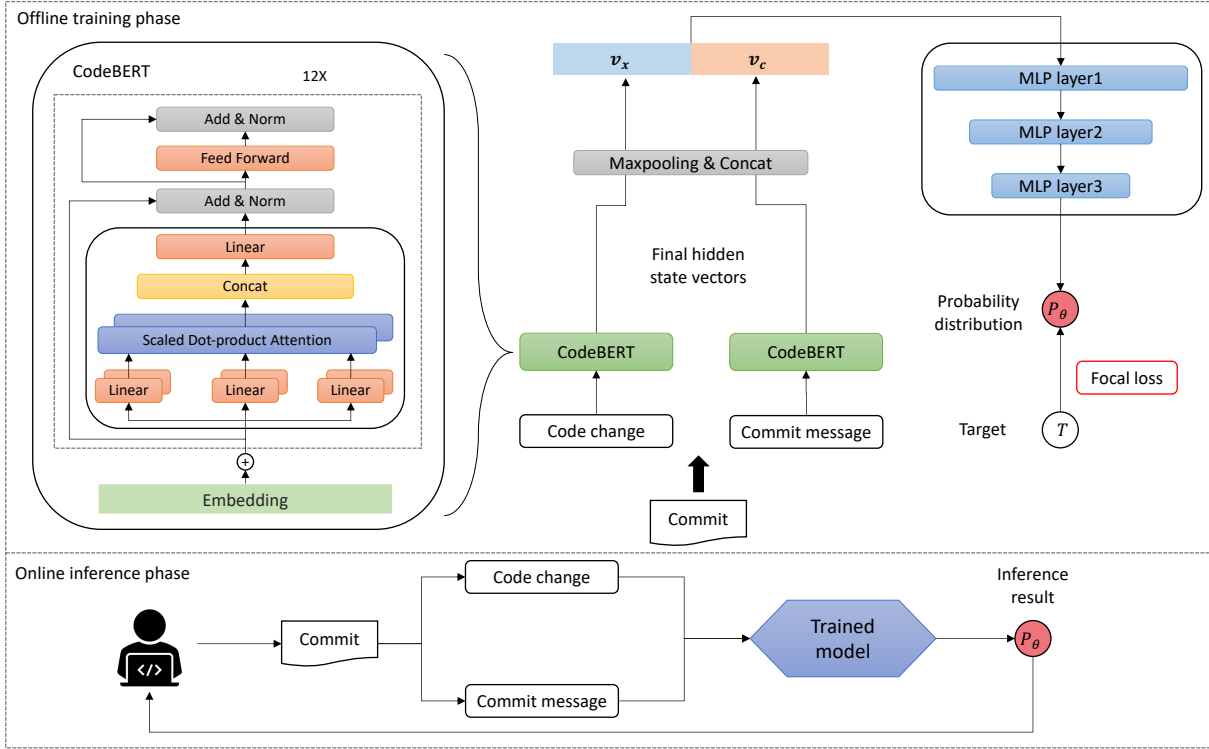 Offline training phase
CodeBERT
12X
Add & Norm
Feed Forward
Add & Norm
Linear
Concat
Scaled Dot-product Attention
Linear
Linear
Linear
+
Embedding
v_x
v_c
Maxpooling & Concat
Final hidden
state vectors
CodeBERT
CodeBERT
Code change
Commit message
Commit
MLP layer1
MLP layer2
MLP layer3
Probability
distribution
P_θ
Focal loss
Target
T
Online inference phase
</>
Commit
Code change
Commit message
Trained
model
Inference
result
P_θ